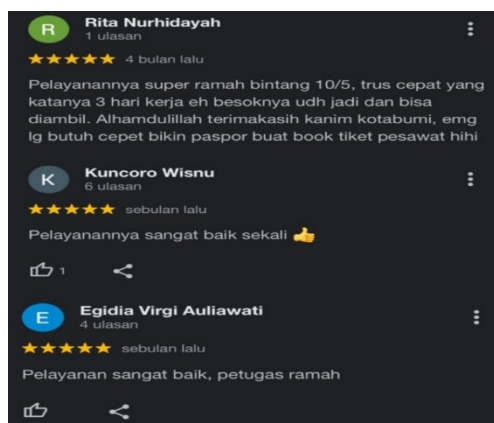 R
Rita Nurhidayah
1 ulasan
4 bulan lalu
Pelayanannya super ramah bintang 10/5, trus cepat yang
katanya 3 hari kerja eh besoknya udh jadi dan bisa
diambil. Alhamdulillah terimakasih kanim kotabumi, emg
lg butuh cepet bikin paspor buat book tiket pesawat hihi
K
Kuncoro Wisnu
6 ulasan
sebulan lalu
Pelayanannya sangat baik sekali 👍
1
E
Egidia Virgi Auliawati
4 ulasan
sebulan lalu
Pelayanan sangat baik, petugas ramah